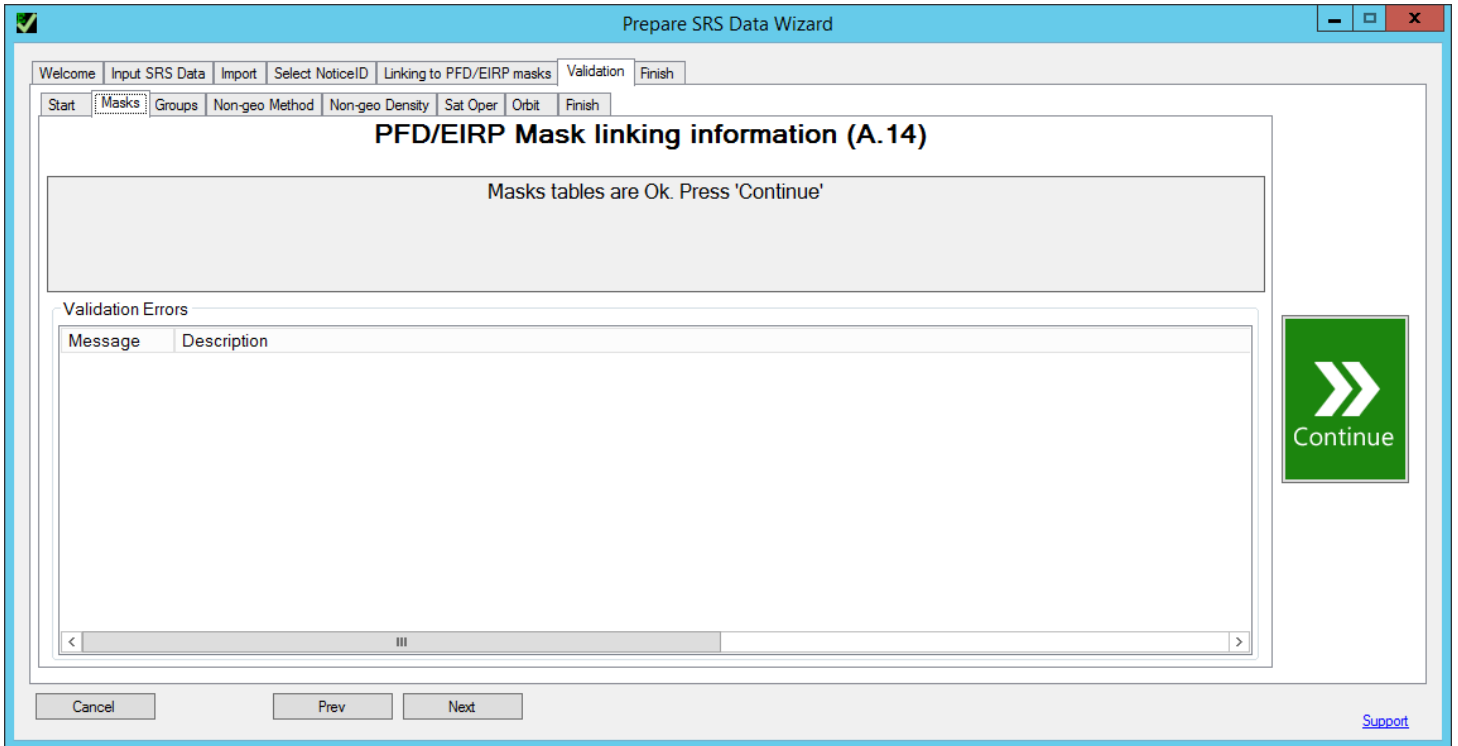 Prepare SRS Data Wizard
Welcome Input SRS Data Import Select NoticeID Linking to PFD/EIRP masks Validation Finish
Start Masks Groups Non-geo Method Non-geo Density Sat Oper Orbit Finish
PFD/EIRP Mask linking information (A.14)
Masks tables are Ok. Press 'Continue'
Validation Errors
Message Description
Continue
Cancel Prev Next
Support